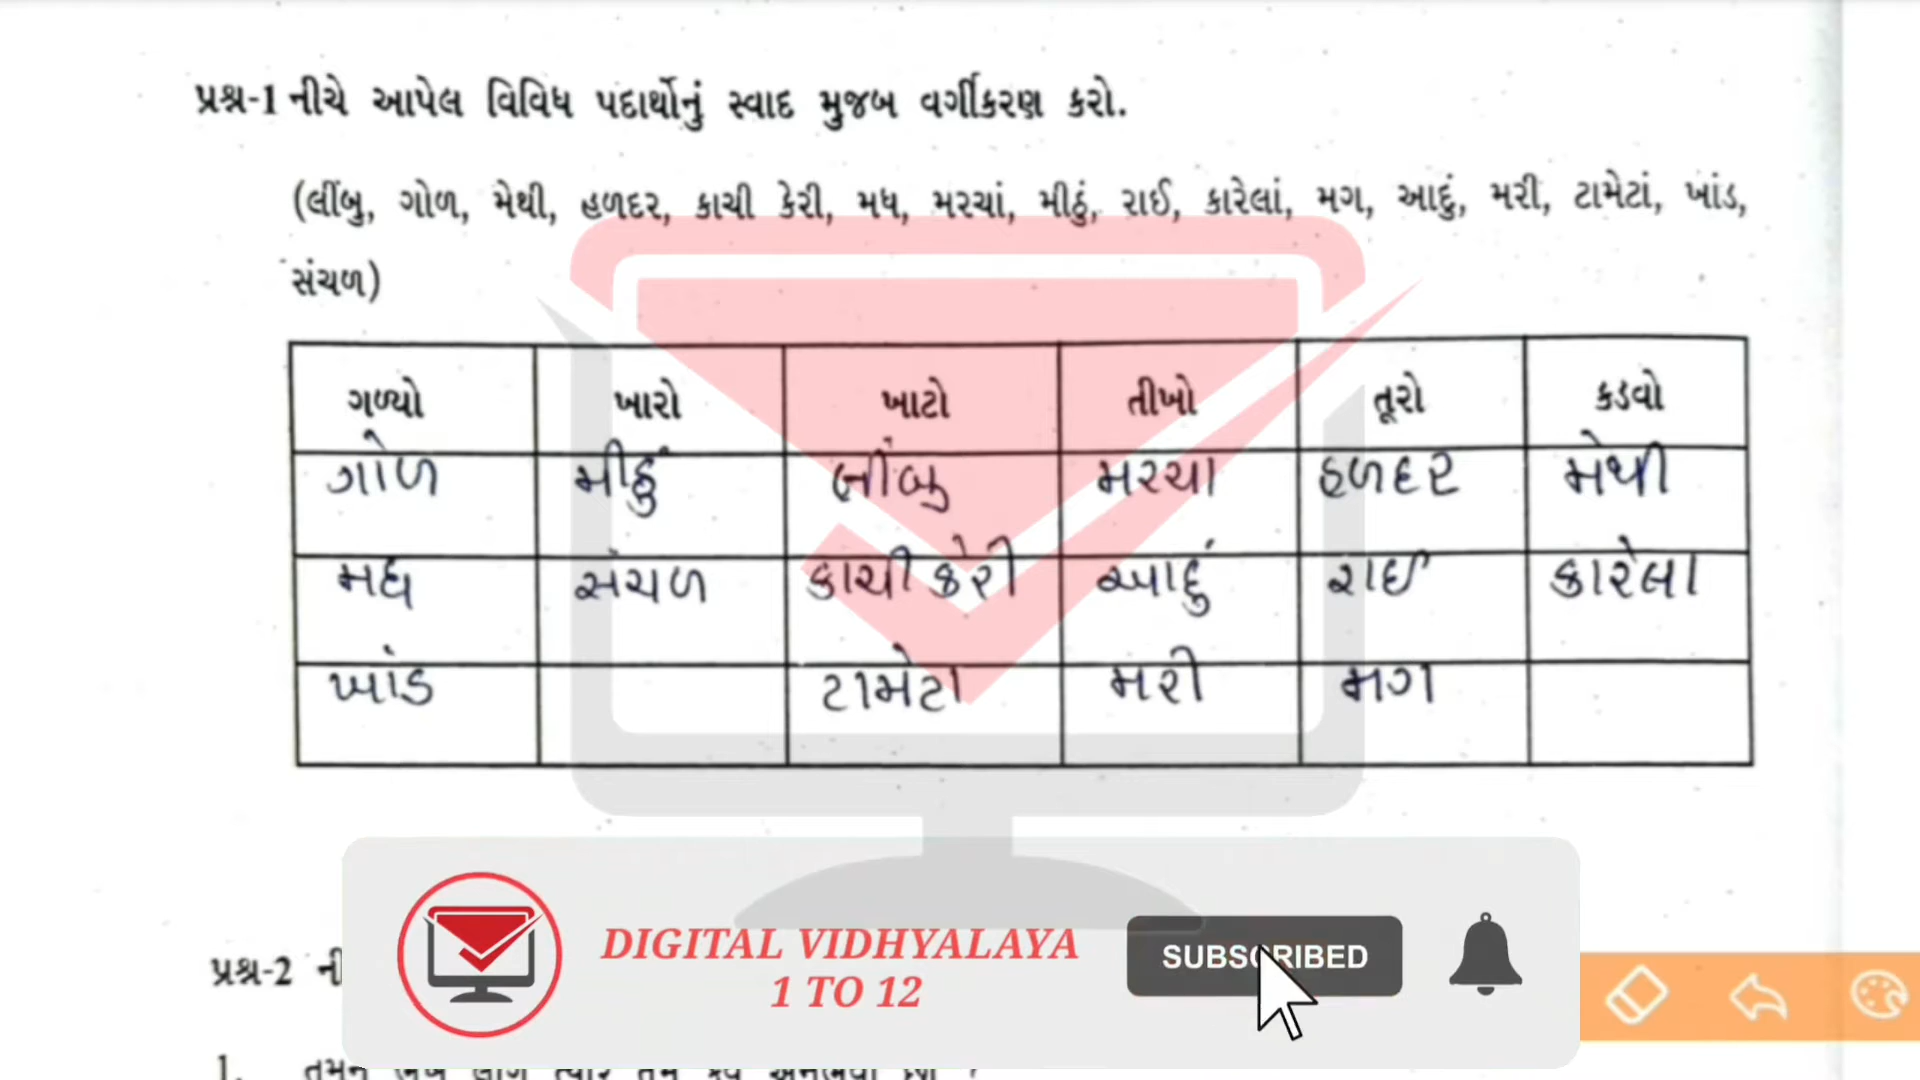 પ્રશ્ન-1 નીચે આપેલ વિવિધ પદાર્થોનું સ્વાદ મુજબ વર્ગીકરણ કરો.
(લીંબુ, ગોળ, મેથી, હળદર, કાચી કેરી, મધ, મરચાં, મીઠું, રાઈ, કારેલાં, મગ, આદું, મરી, ટામેટાં, ખાંડ,
સંચળ)
ગળ્યો ખારો ખાટો તીખો તૂરો કડવો
ગોળ મીઠું લીંબુ મરચા હળદર મેથી
મધ સંચળ કાચી કેરી આદું રાઈ કારેલા
ખાંડ ટામેટા મરી મગ
પ્રશ્ન-2
DIGITAL VIDHYALAYA
1 TO 12
SUBSCRIBED
1.